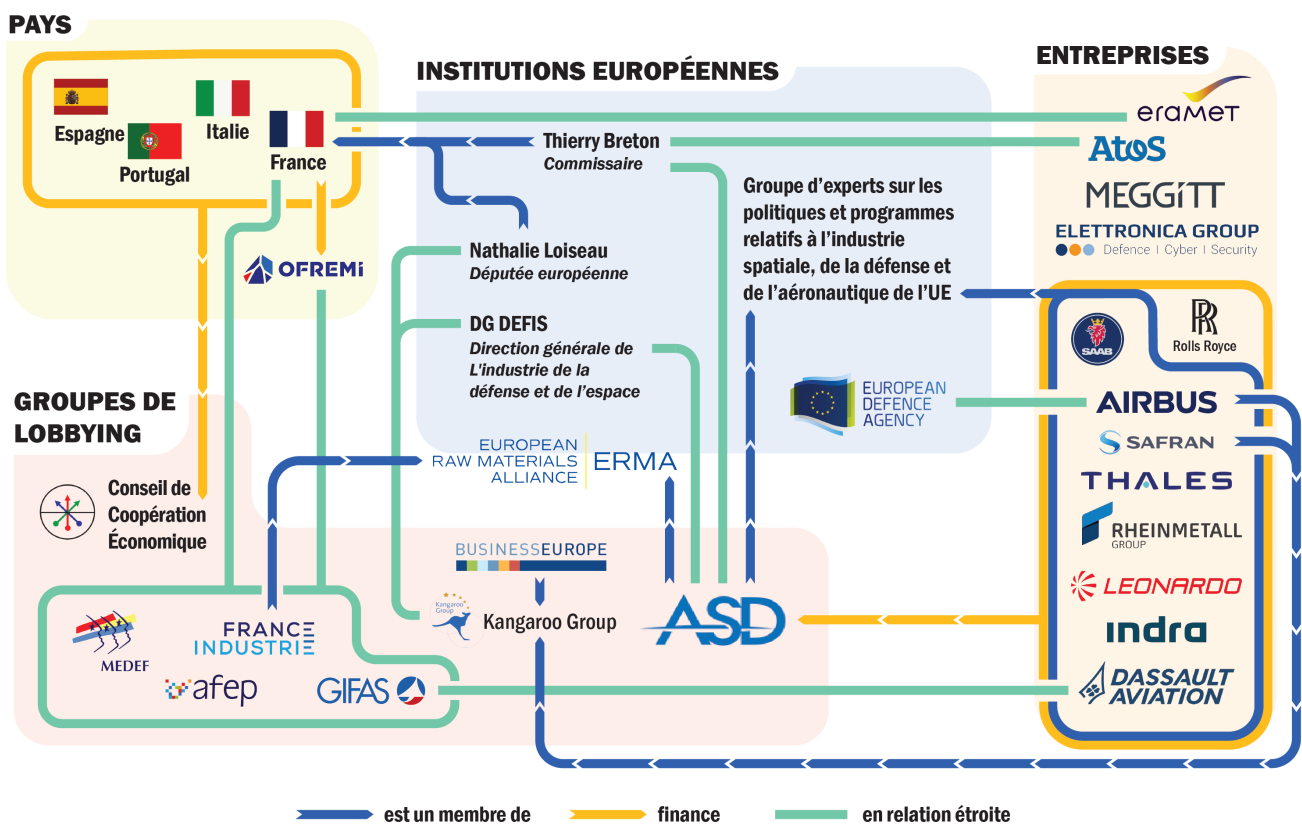 PAYS
Espagne
Portugal
Italie
France
OFREMi
INSTITUTIONS EUROPÉENNES
Thierry Breton
Commissaire
Nathalie Loiseau
Députée européenne
DG DEFIS
Direction générale de
L'industrie de la
défense et de l'espace
Groupe d'experts sur les
politiques et programmes
relatifs à l'industrie
spatiale, de la défense et
de l'aéronautique de l'UE
EUROPEAN
DEFENCE
AGENCY
EUROPEAN
RAW MATERIALS
ALLIANCE
ERMA
ENTREPRISES
eramet
Atos
MEGGiTT
ELETTRONICA GROUP
Defence | Cyber | Security
SAAB
RR
Rolls Royce
AIRBUS
SAFRAN
THALES
RHEINMETALL
GROUP
LEONARDO
indra
DASSAULT
AVIATION
GROUPES DE
LOBBYING
Conseil de
Coopération
Économique
BUSINESSEUROPE
Kangaroo
Group
Kangaroo Group
ASD
MEDEF
FRANCE
INDUSTRIE
afep
GIFAS
est un membre de
finance
en relation étroite